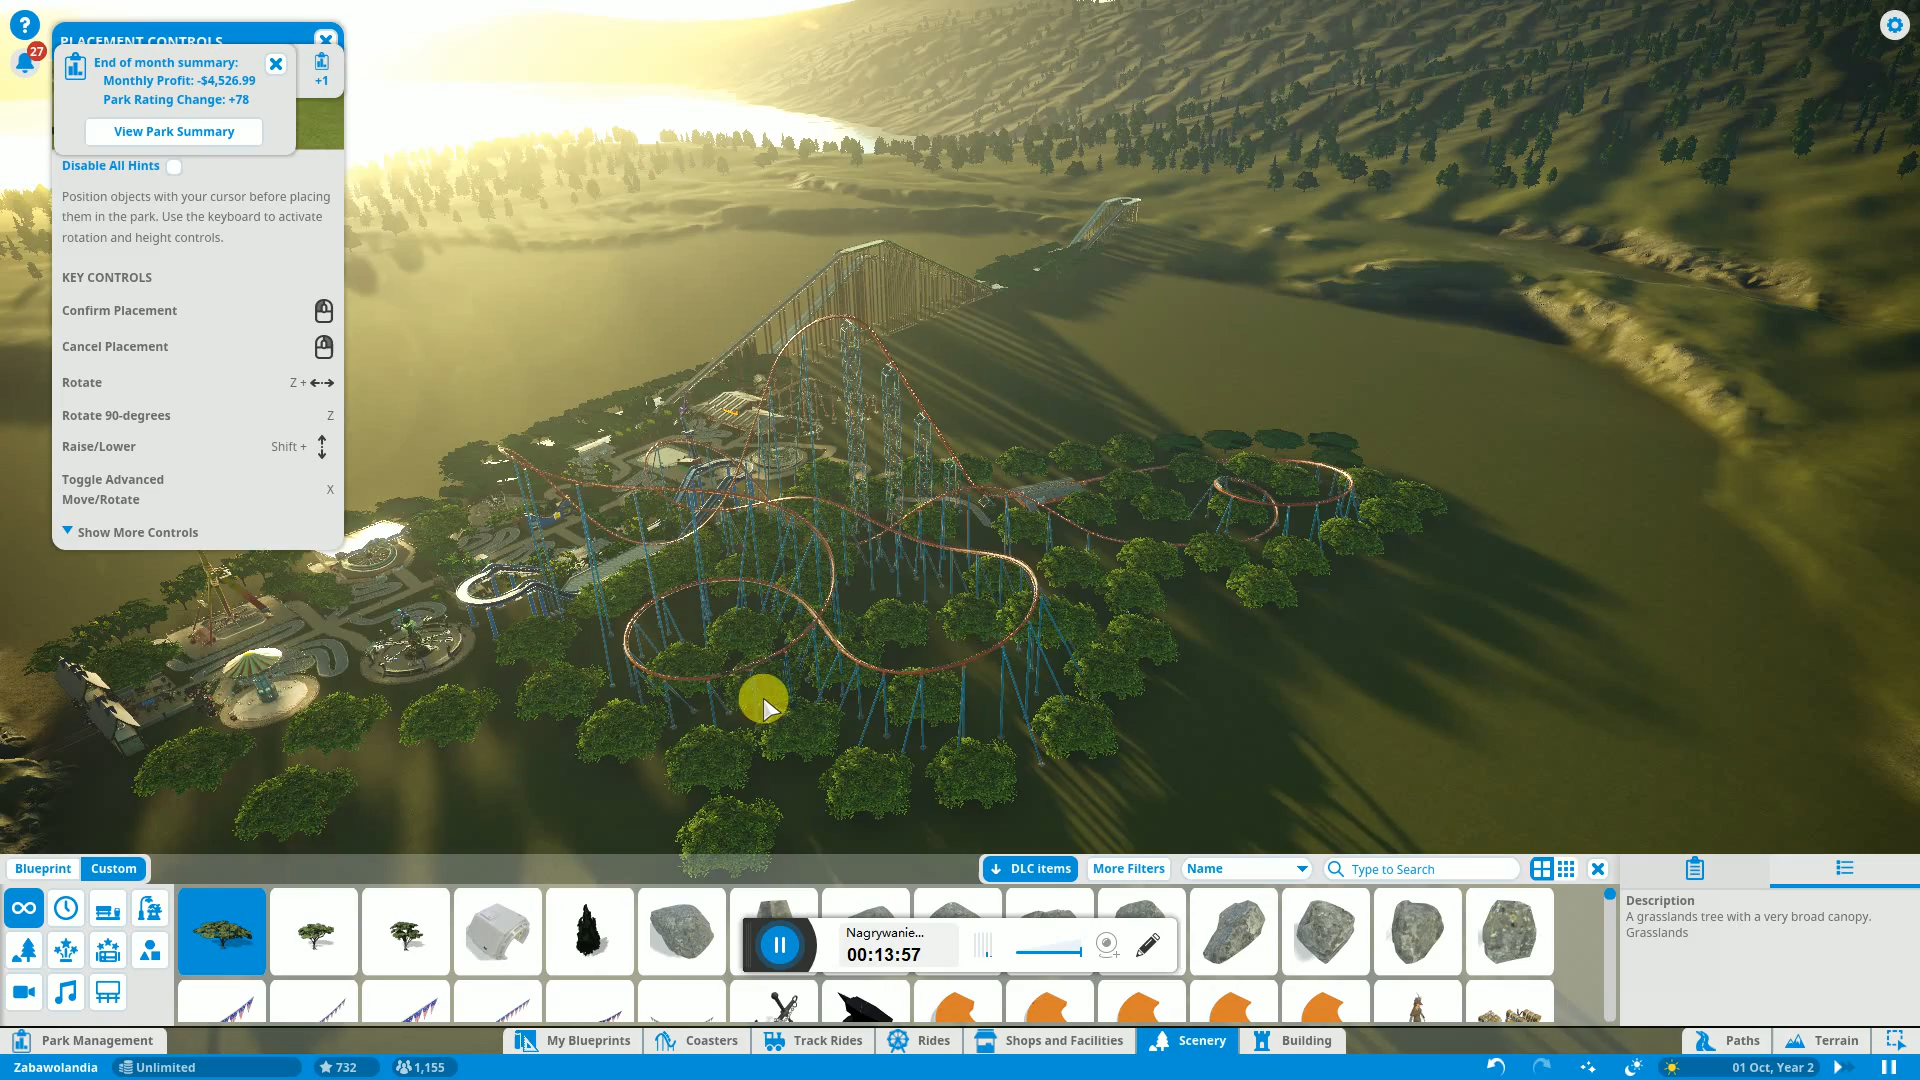 ?
27
PLACEMENT CONTROLS
End of month summary:
Monthly Profit: -$4,526.99
Park Rating Change: +78
View Park Summary
+1
Disable All Hints
Position objects with your cursor before placing
them in the park. Use the keyboard to activate
rotation and height controls.
KEY CONTROLS
Confirm Placement
Cancel Placement
Rotate Z +
Rotate 90-degrees Z
Raise/Lower Shift +
Toggle Advanced
Move/Rotate X
Show More Controls
Blueprint Custom
DLC items More Filters Name Type to Search
Nagrywanie...
00:13:57
Description
A grasslands tree with a very broad canopy.
Grasslands
Park Management My Blueprints Coasters Track Rides Rides Shops and Facilities Scenery Building Paths Terrain
Zabawolandia Unlimited 732 1,155 01 Oct, Year 2